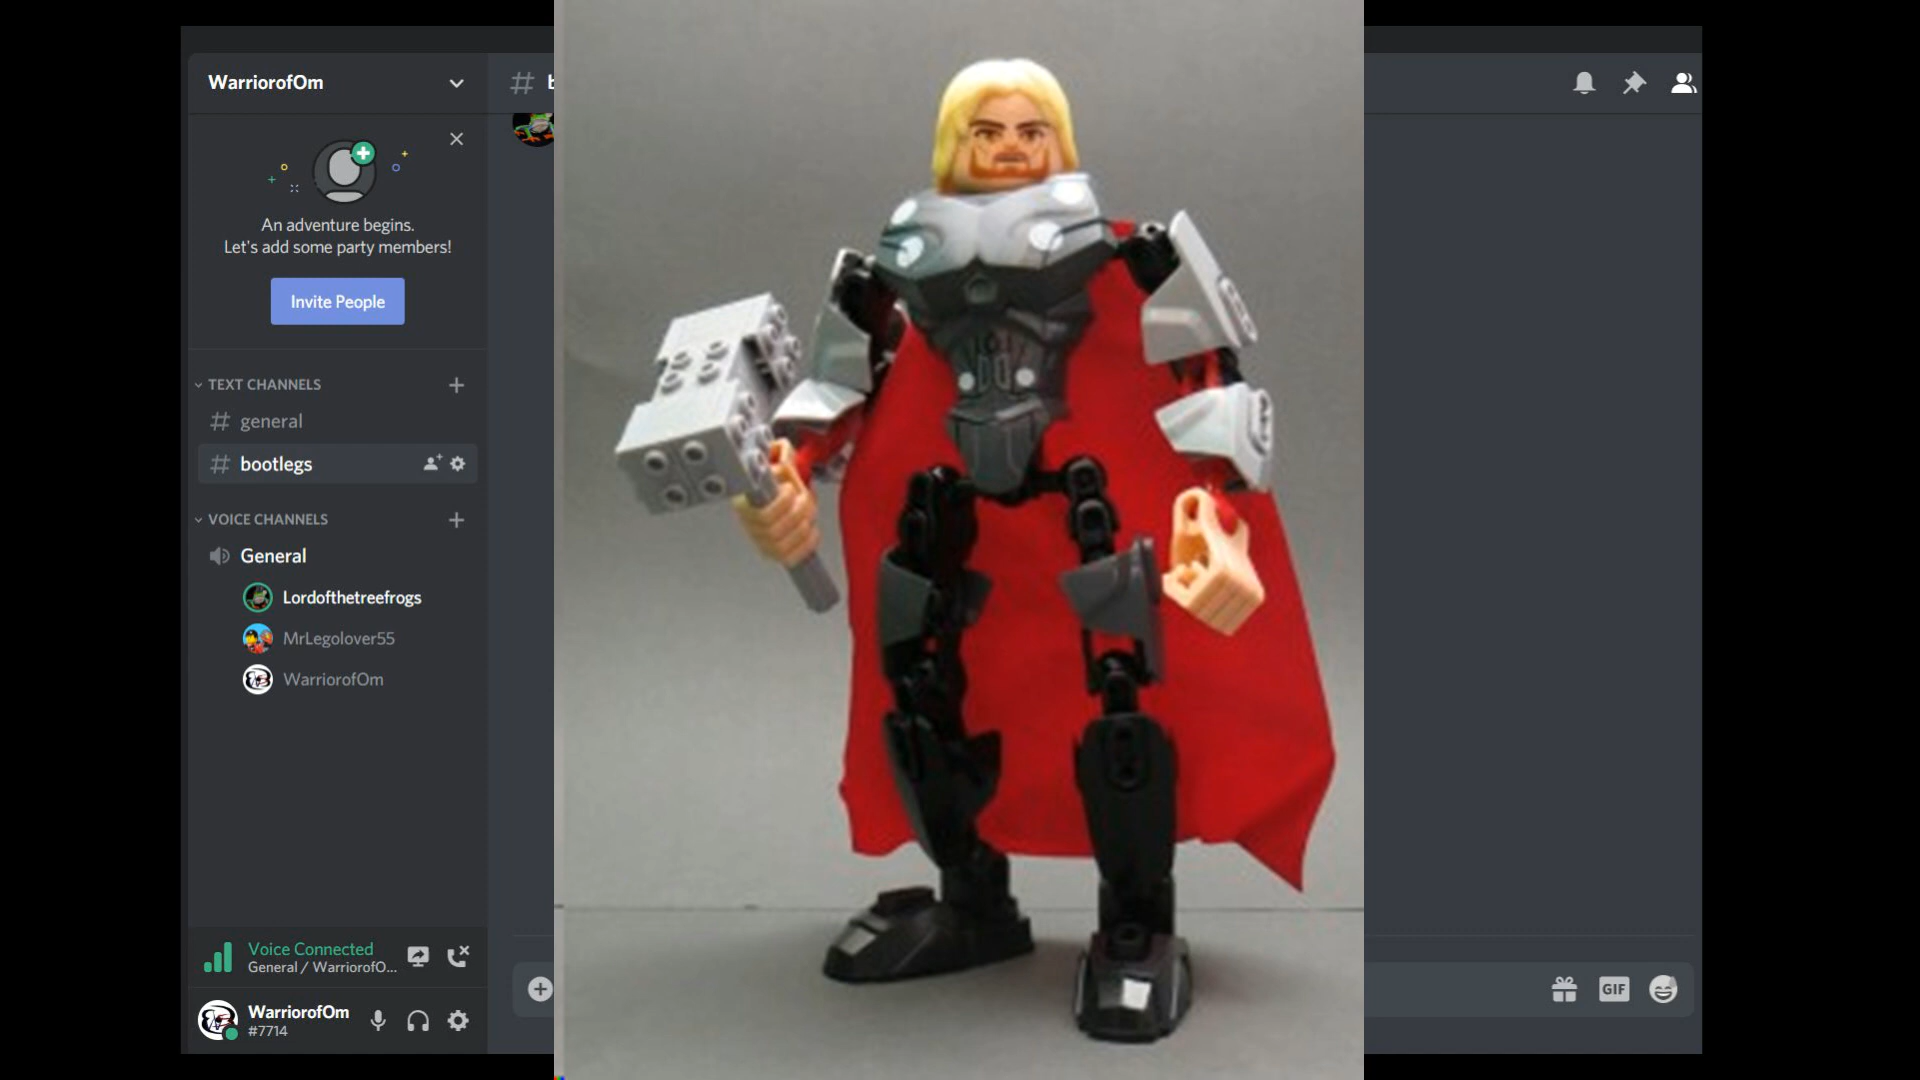 WarriorofOm
An adventure begins.
Let's add some party members!
Invite People
TEXT CHANNELS
# general
# bootlegs
VOICE CHANNELS
General
Lordofthetreefrogs
MrLegolover55
WarriorofOm
Voice Connected
General / WarriorofO...
WarriorofOm
#7714
#
GIF